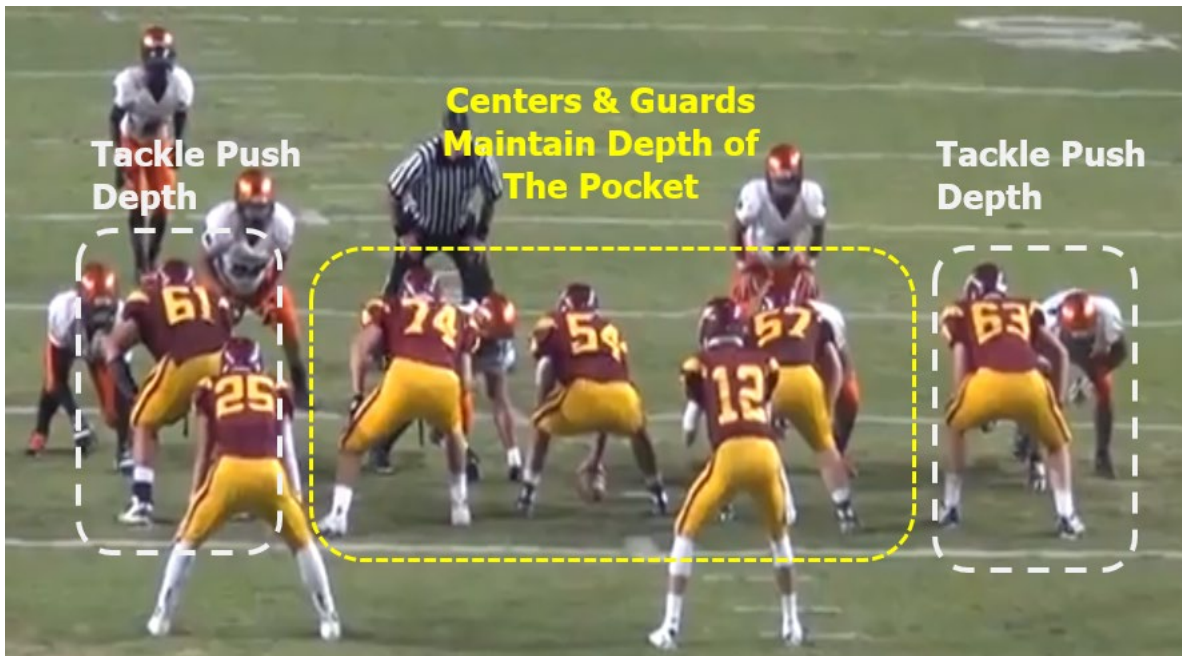 Centers & Guards
Maintain Depth of
The Pocket
Tackle Push
Depth
Tackle Push
Depth
61
74
54
57
63
25
12